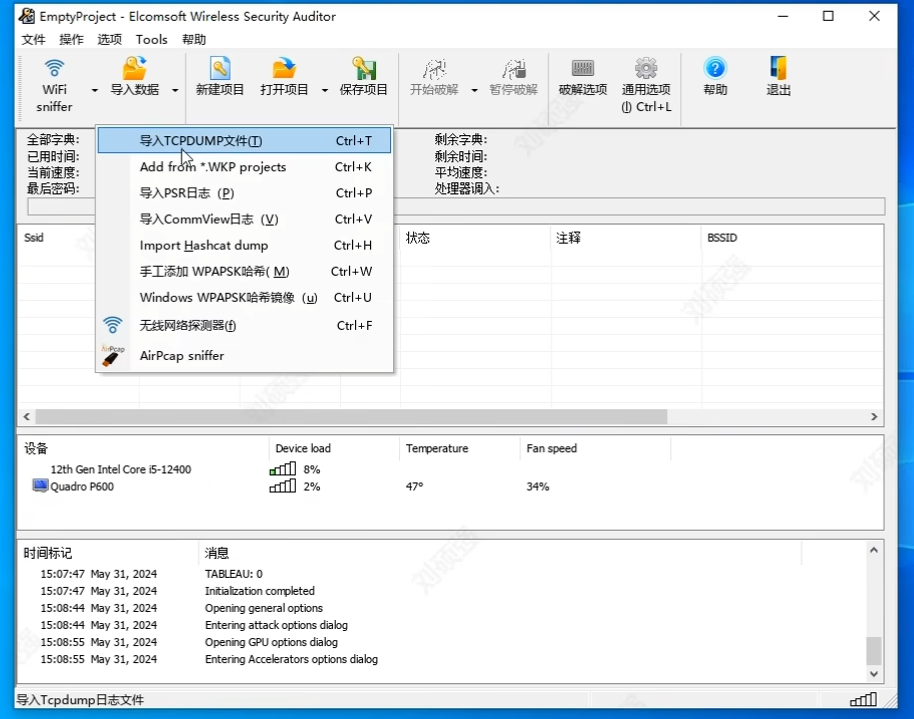 EmptyProject - Elcomsoft Wireless Security Auditor
文件 操作 选项 Tools 帮助
WiFi sniffer 导入数据 新建项目 打开项目 保存项目 开始破解 暂停破解 破解选项 通用选项 (l) Ctrl+L 帮助 退出
全部字典: 剩余字典:
已用时间: 剩余时间:
当前速度: 平均速度:
最后密码: 处理器调入:
导入TCPDUMP文件(T) Ctrl+T
Add from *.WKP projects Ctrl+K
导入PSR日志 (P) Ctrl+P
导入CommView日志 (V) Ctrl+V
Import Hashcat dump Ctrl+H
手工添加 WPAPSK哈希( M) Ctrl+W
Windows WPAPSK哈希镜像 (u) Ctrl+U
无线网络探测器(f) Ctrl+F
AirPcap
AirPcap sniffer
Ssid 状态 注释 BSSID
设备 Device load Temperature Fan speed
12th Gen Intel Core i5-12400 8%
Quadro P600 2% 47° 34%
时间标记 消息
15:07:47 May 31, 2024 TABLEAU: 0
15:07:47 May 31, 2024 Initialization completed
15:08:44 May 31, 2024 Opening general options
15:08:44 May 31, 2024 Entering attack options dialog
15:08:55 May 31, 2024 Opening GPU options dialog
15:08:55 May 31, 2024 Entering Accelerators options dialog
导入Tcpdump日志文件